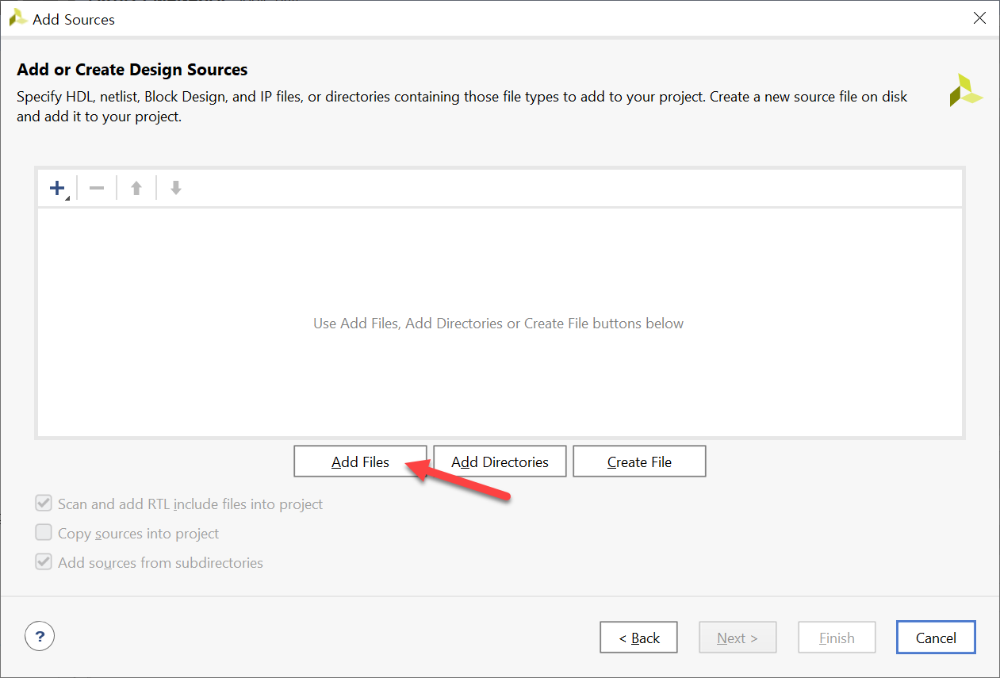 Add Sources
Add or Create Design Sources
Specify HDL, netlist, Block Design, and IP files, or directories containing those file types to add to your project. Create a new source file on disk
and add it to your project.
Use Add Files, Add Directories or Create File buttons below
Add Files
Add Directories
Create File
Scan and add RTL include files into project
Copy sources into project
Add sources from subdirectories
?
< Back
Next >
Finish
Cancel